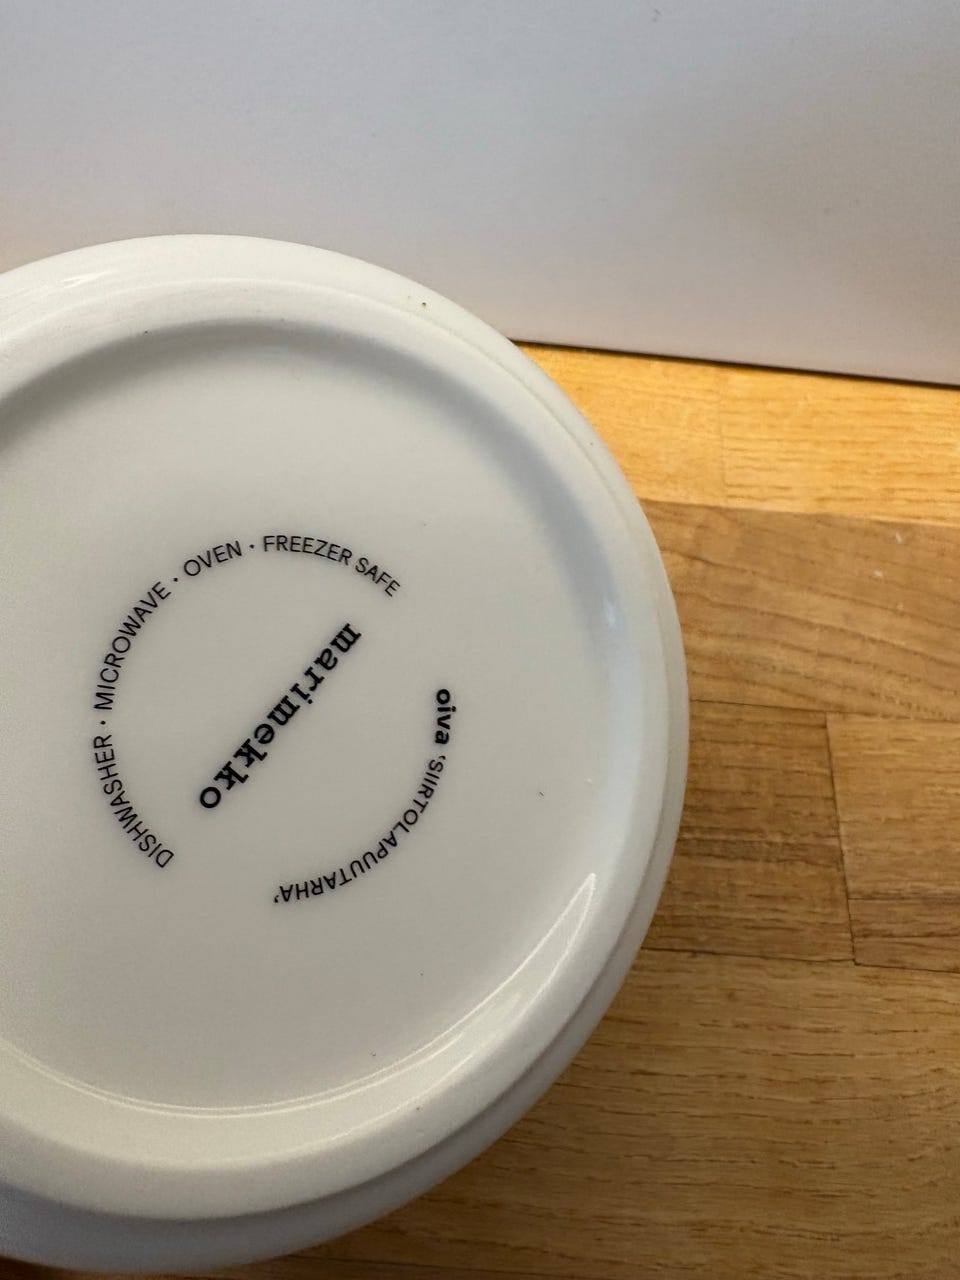 DISHWASHER · MICROWAVE · OVEN · FREEZER SAFE
marimekko
oiva 'SIIRTOLAPUUTARHA'